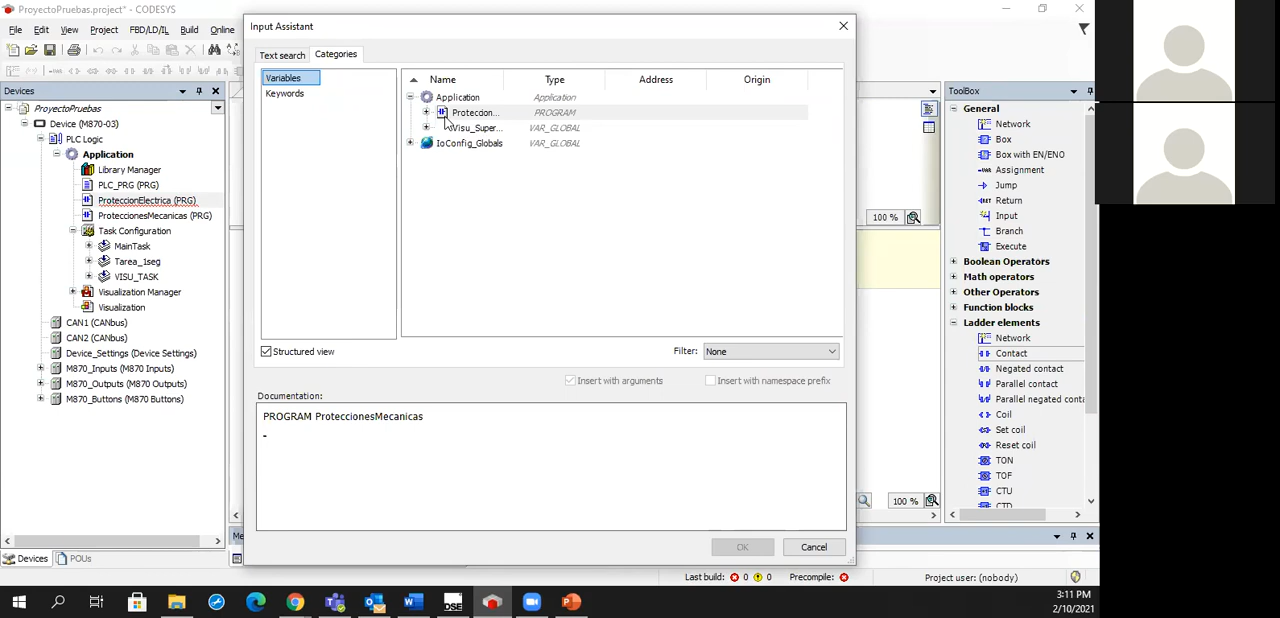 ProyectoPruebas.project* - CODESYS
File Edit View Project FBD/LD/IL Build Online
Devices
ProyectoPruebas
Device (M870-03)
PLC Logic
Application
Library Manager
PLC_PRG (PRG)
ProteccionElectrica (PRG)
ProteccionesMecanicas (PRG)
Task Configuration
MainTask
Tarea_1seg
VISU_TASK
Visualization Manager
Visualization
CAN1 (CANbus)
CAN2 (CANbus)
Device_Settings (Device Settings)
M870_Inputs (M870 Inputs)
M870_Outputs (M870 Outputs)
M870_Buttons (M870 Buttons)
Devices POUs
Input Assistant
Text search Categories
Variables
Keywords
Name Type Address Origin
Application Application
Proteccion... PROGRAM
Visu_Super... VAR_GLOBAL
IoConfig_Globals VAR_GLOBAL
Structured view
Filter: None
Insert with arguments Insert with namespace prefix
Documentation:
PROGRAM ProteccionesMecanicas
-
OK Cancel
100 %
100 %
ToolBox
General
Network
Box
Box with EN/ENO
Assignment
Jump
Return
Input
Branch
Execute
Boolean Operators
Math operators
Other Operators
Function blocks
Ladder elements
Network
Contact
Negated contact
Parallel contact
Parallel negated conta
Coil
Set coil
Reset coil
TON
TOF
CTU
CTD
Me
Last build: 0 0 Precompile: Project user: (nobody)
DSE
3:11 PM
2/10/2021